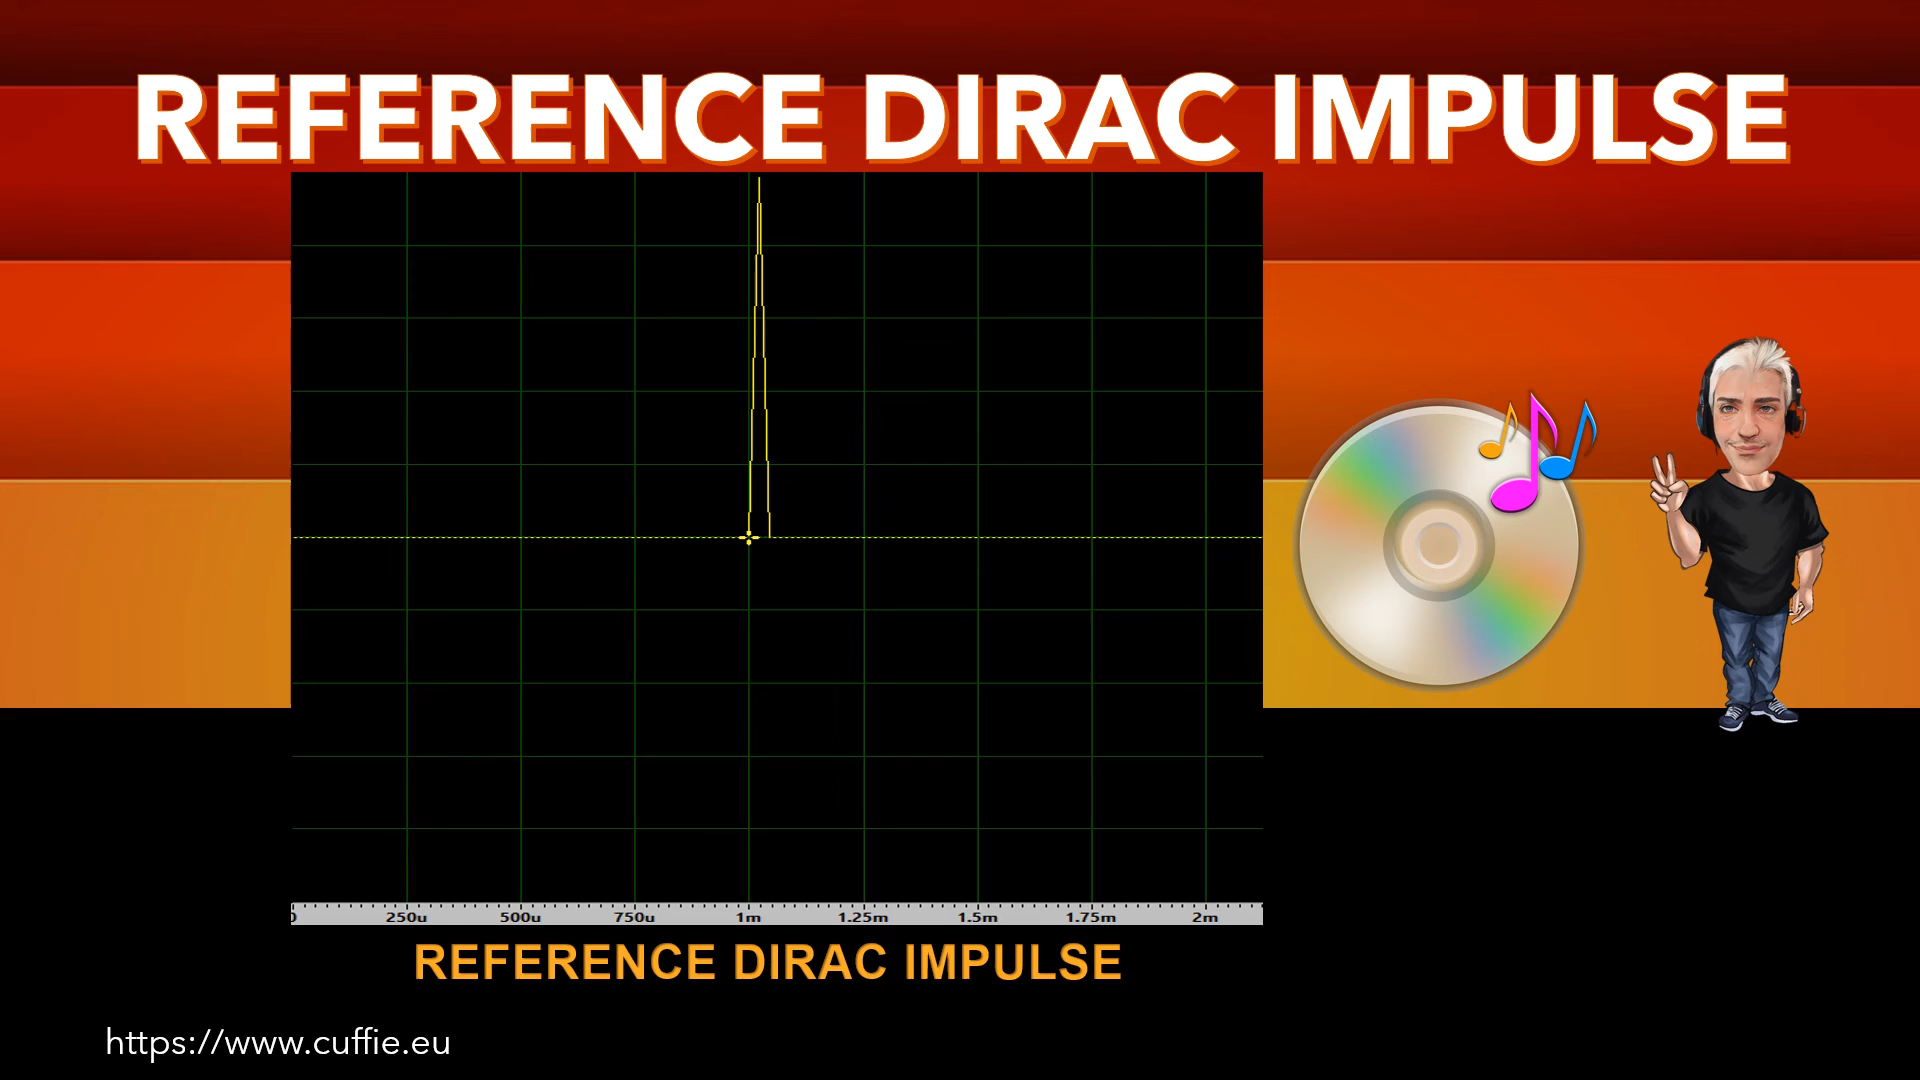 REFERENCE DIRAC IMPULSE
0 250u 500u 750u 1m 1.25m 1.5m 1.75m 2m
REFERENCE DIRAC IMPULSE
https://www.cuffie.eu